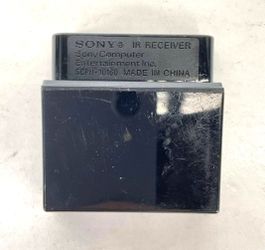 SONY® IR RECEIVER
Sony Computer
Entertainment Inc.
SCPH-10160 MADE IN CHINA